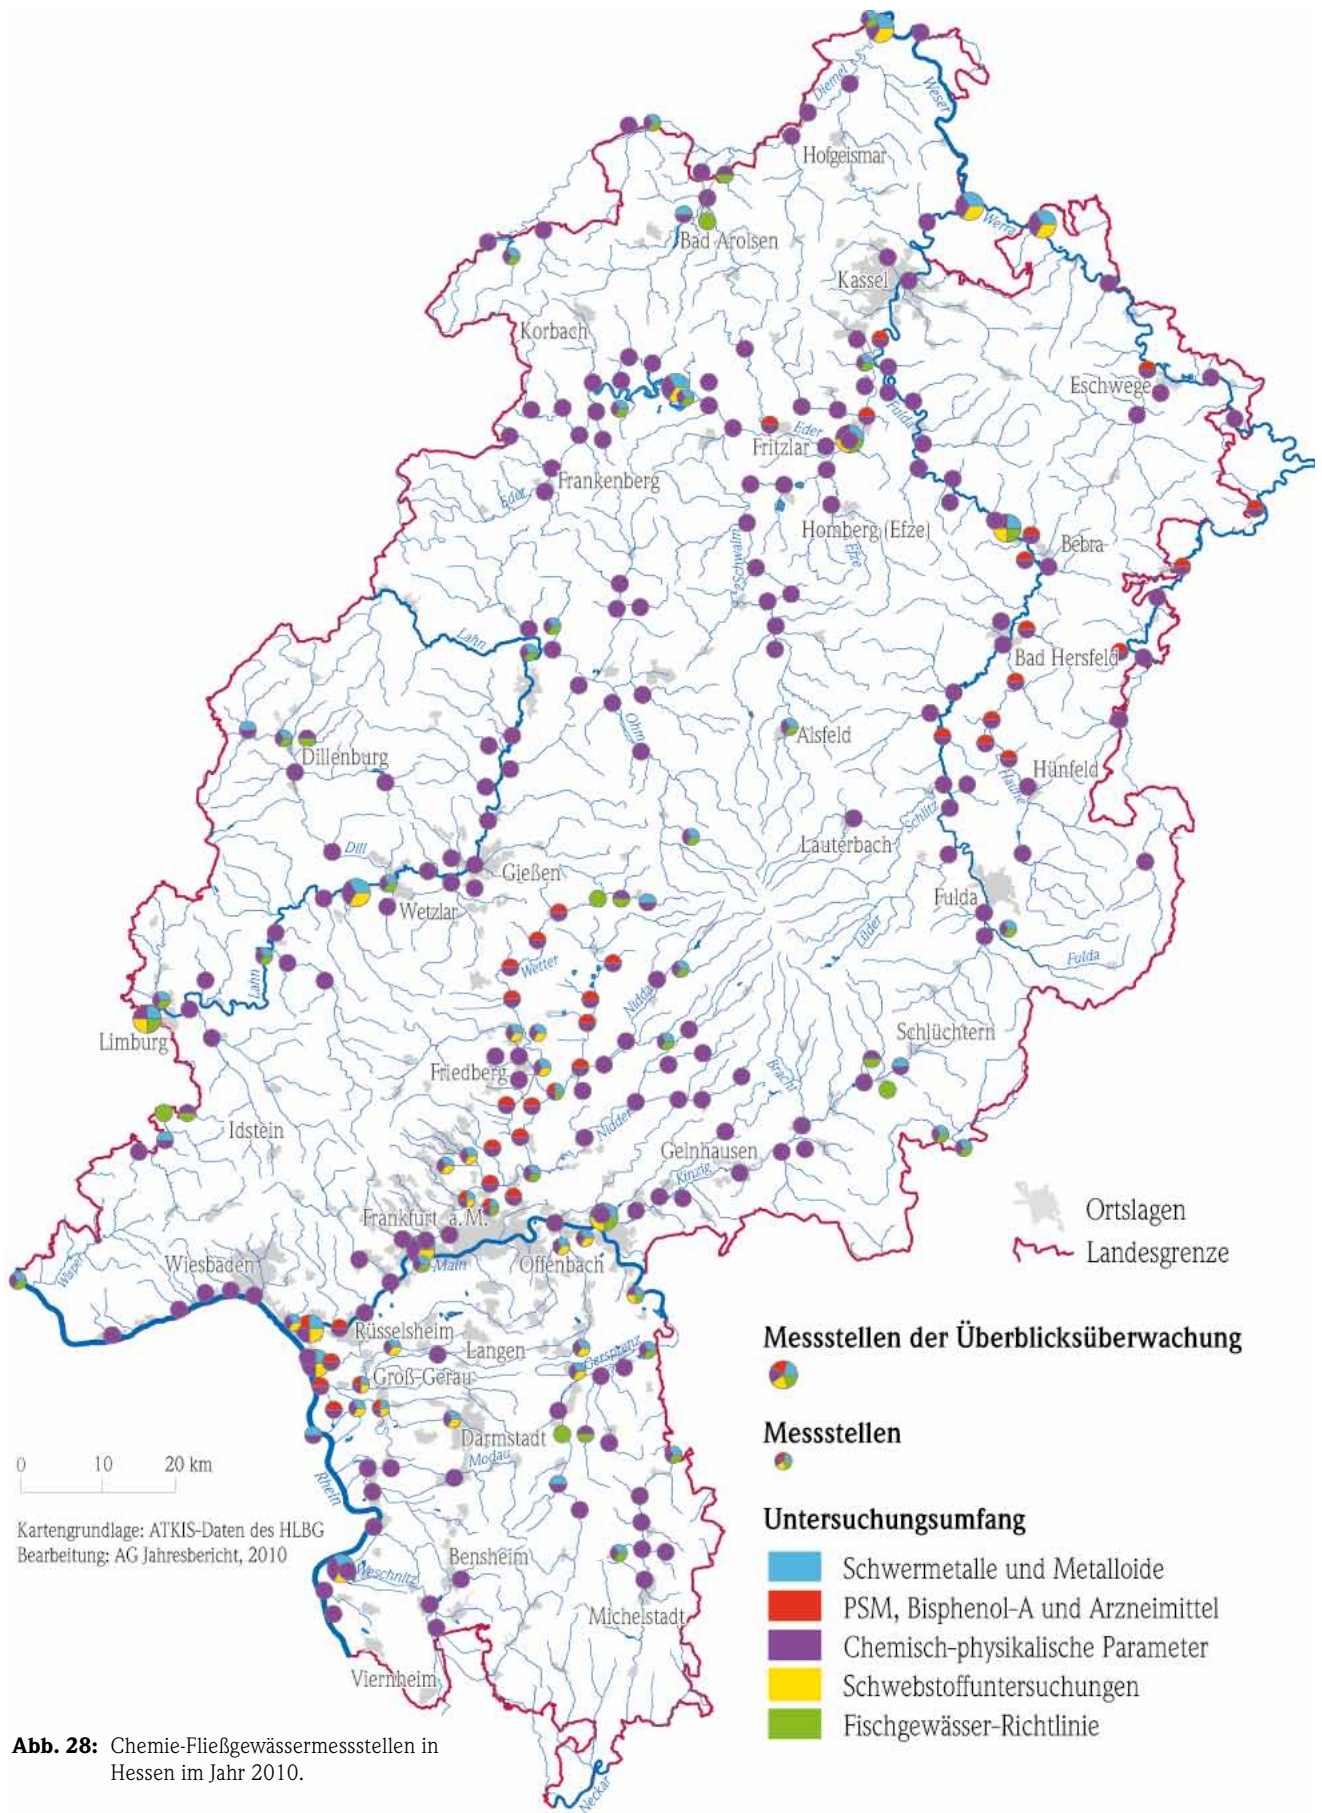 Diemel
Weser
Hofgeismar
Werra
Bad Arolsen
Kassel
Korbach
Eschwege
Fulda
Eder
Fritzlar
Frankenberg
Eder
Homberg (Efze)
Efze
Schwalm
Bebra
Lahn
Bad Hersfeld
Ohm
Alsfeld
Dillenburg
Hünfeld
Haune
Schlitz
Lauterbach
Dill
Gießen
Wetzlar
Fulda
Lüder
Fulda
Wetter
Lahn
Nidda
Limburg
Schlüchtern
Friedberg
Bracht
Nidder
Idstein
Gelnhausen
Kinzig
Ortslagen
Frankfurt a.M.
Landesgrenze
Wisper
Wiesbaden
Main
Offenbach
Rüsselsheim
Langen
Gersprenz
Groß-Gerau
Darmstadt
Modau
Rhein
Bensheim
Weschnitz
Michelstadt
Viernheim
Neckar
Messstellen der Überblicksüberwachung
Messstellen
Untersuchungsumfang
Schwermetalle und Metalloide
PSM, Bisphenol-A und Arzneimittel
Chemisch-physikalische Parameter
Schwebstoffuntersuchungen
Fischgewässer-Richtlinie
0 10 20 km
Kartengrundlage: ATKIS-Daten des HLBG
Bearbeitung: AG Jahresbericht, 2010
Abb. 28: Chemie-Fließgewässermessstellen in
Hessen im Jahr 2010.